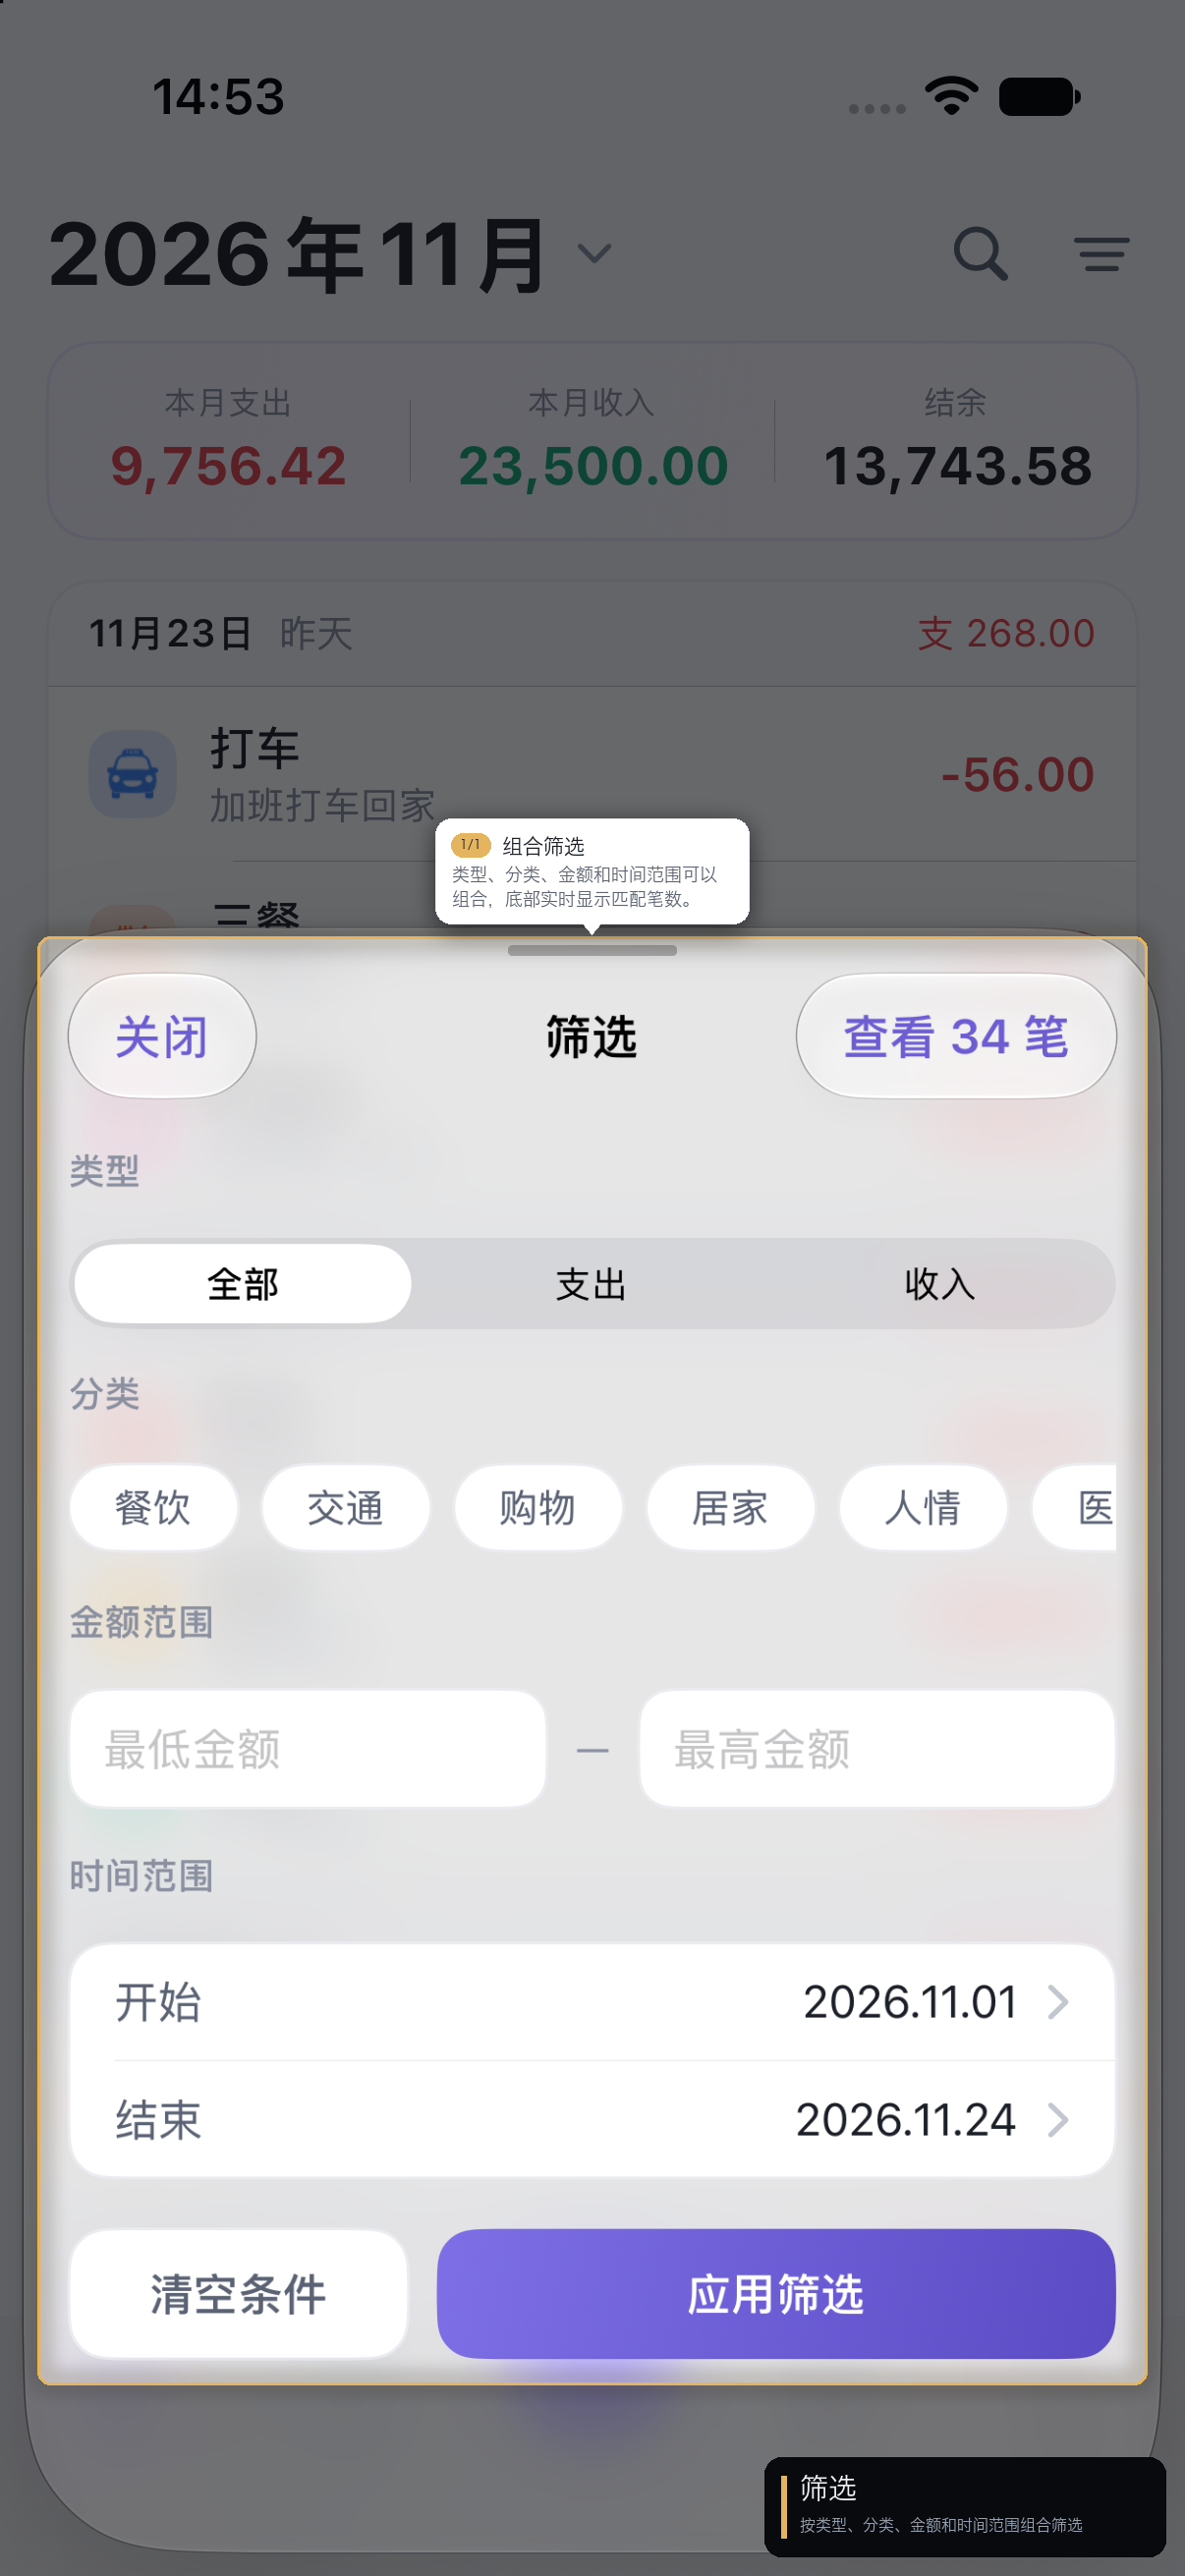 14:53
2026年11月
本月支出 本月收入 结余
9,756.42 23,500.00 13,743.58
11月23日 昨天 支 268.00
打车
加班打车回家
-56.00
三餐
1/1 组合筛选
类型、分类、金额和时间范围可以
组合，底部实时显示匹配笔数。
关闭 筛选 查看 34 笔
类型
全部 支出 收入
分类
餐饮 交通 购物 居家 人情 医
金额范围
最低金额 — 最高金额
时间范围
开始 2026.11.01
结束 2026.11.24
清空条件 应用筛选
筛选
按类型、分类、金额和时间范围组合筛选